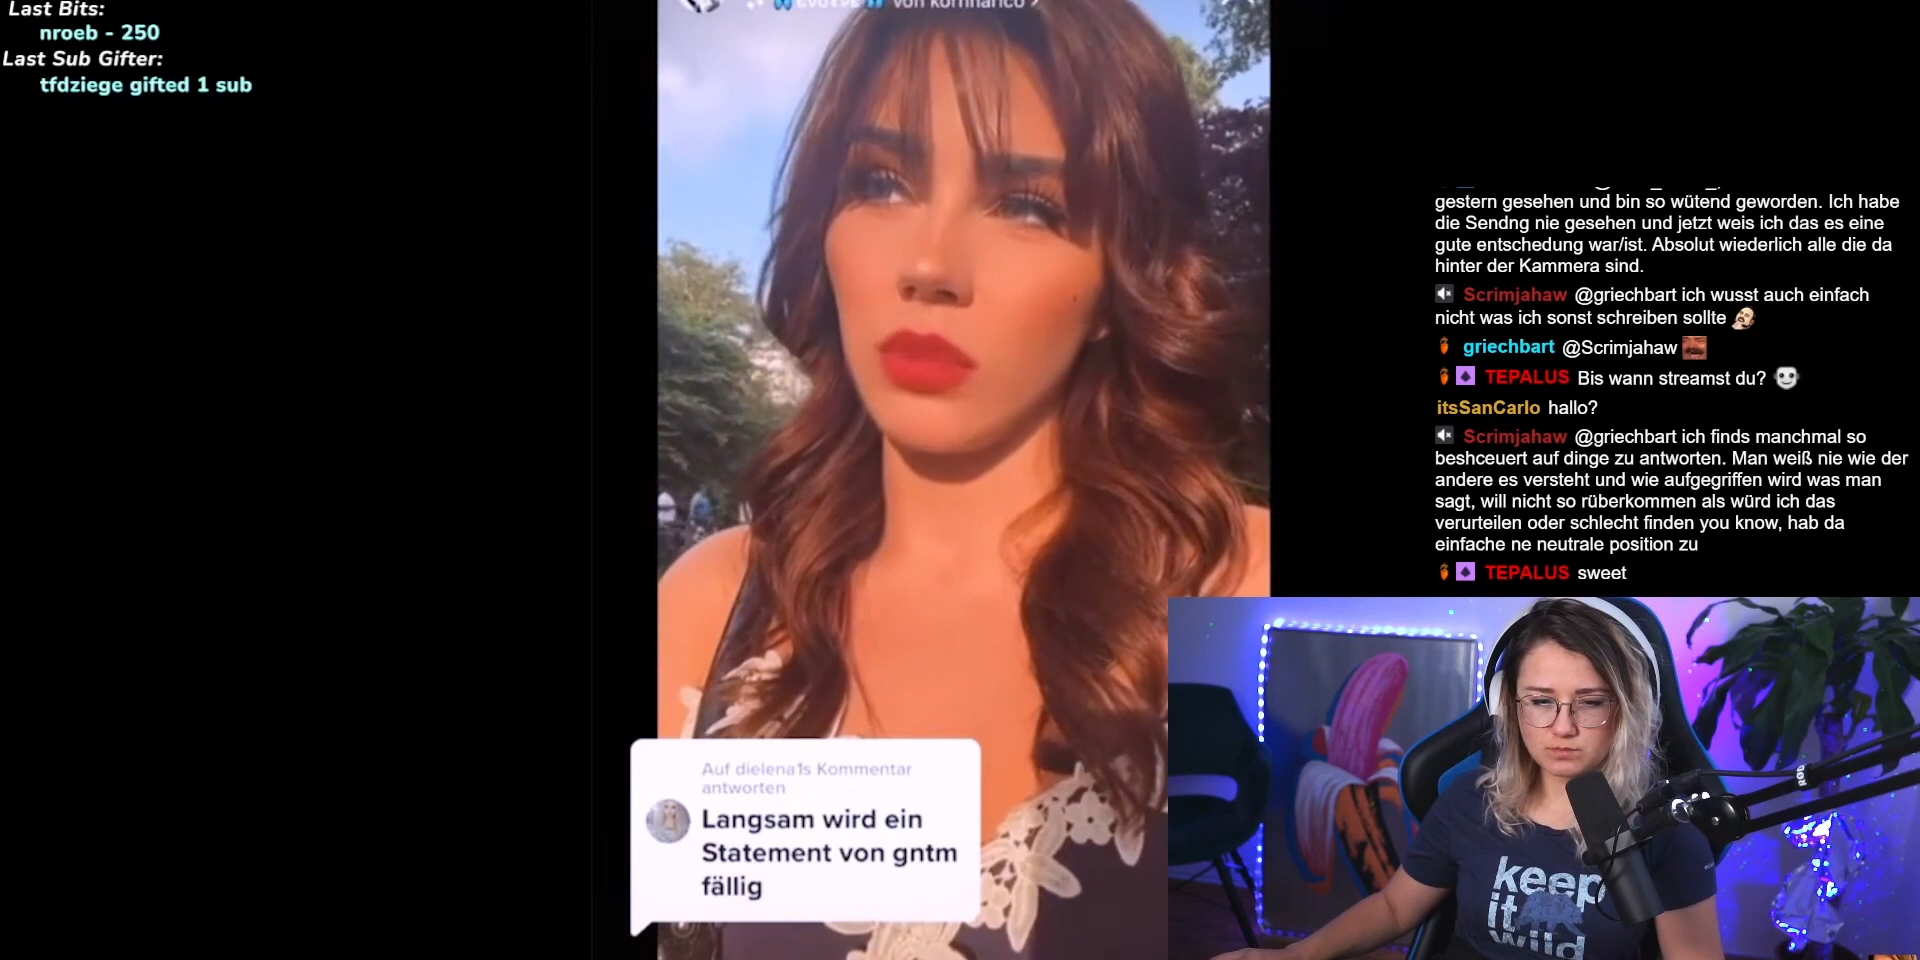 Last Bits:
nroeb - 250
Last Sub Gifter:
tfdziege gifted 1 sub
von kornharico
gestern gesehen und bin so wütend geworden. Ich habe
die Sendng nie gesehen und jetzt weis ich das es eine
gute entschedung war/ist. Absolut wiederlich alle die da
hinter der Kammera sind.
Scrimjahaw @griechbart ich wusst auch einfach
nicht was ich sonst schreiben sollte
griechbart @Scrimjahaw
TEPALUS Bis wann streamst du?
itsSanCarlo hallo?
Scrimjahaw @griechbart ich finds manchmal so
beshceuert auf dinge zu antworten. Man weiß nie wie der
andere es versteht und wie aufgegriffen wird was man
sagt, will nicht so rüberkommen als würd ich das
verurteilen oder schlecht finden you know, hab da
einfache ne neutrale position zu
TEPALUS sweet
Auf dielena1s Kommentar
antworten
Langsam wird ein
Statement von gntm
fällig
RØDE
keep
it
wild